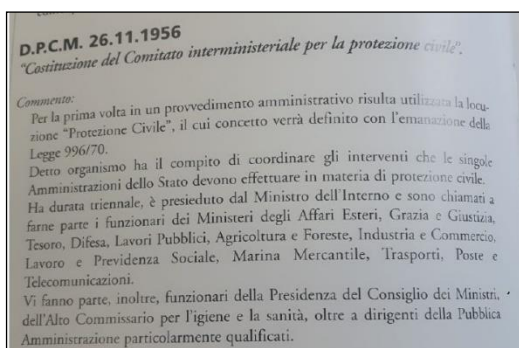 D.P.C.M. 26.11.1956
"Costituzione del Comitato interministeriale per la protezione civile".
Commento:
Per la prima volta in un provvedimento amministrativo risulta utilizzata la locu-
zione "Protezione Civile", il cui concetto verrà definito con l'emanazione della
Legge 996/70.
Detto organismo ha il compito di coordinare gli interventi che le singole
Amministrazioni dello Stato devono effettuare in materia di protezione civile.
Ha durata triennale, è presieduto dal Ministro dell'Interno e sono chiamati a
farne parte i funzionari dei Ministeri degli Affari Esteri, Grazia e Giustizia,
Tesoro, Difesa, Lavori Pubblici, Agricoltura e Foreste, Industria e Commercio,
Lavoro e Previdenza Sociale, Marina Mercantile, Trasporti, Poste e
Telecomunicazioni.
Vi fanno parte, inoltre, funzionari della Presidenza del Consiglio dei Ministri,
dell'Alto Commissario per l'igiene e la sanità, oltre a dirigenti della Pubblica
Amministrazione particolarmente qualificati.